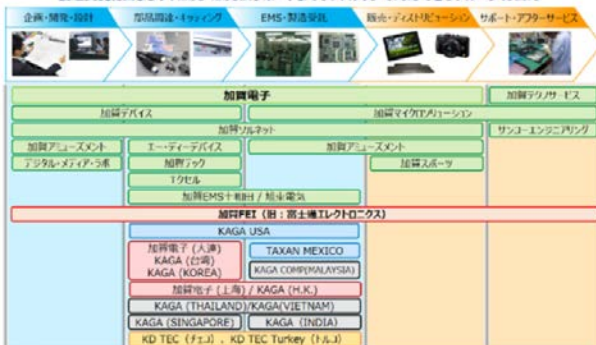 企画・開発・設計
部品調達・キッティング
EMS・製造受託
販売・ディストリビューション
サポート・アフターサービス
加賀電子
加賀テクノサービス
加賀デバイス
加賀マイクロソリューション
加賀ソルネット
サンコーエンジニアリング
加賀アミューズメント
エー・ディーデバイス
加賀アミューズメント
デジタル・メディア・ラボ
加賀テック
加賀スポーツ
エクセル
加賀EMS十和田 / 旭東電気
加賀FEI（旧：富士通エレクトロニクス）
KAGA USA
加賀電子 (大連)
KAGA (台湾)
KAGA (KOREA)
TAXAN MEXICO
KAGA COMP(MALAYSIA)
加賀電子 (上海) / KAGA (H.K.)
KAGA (THAILAND)/KAGA(VIETNAM)
KAGA (SINGAPORE)
KAGA (INDIA)
KD TEC (チェコ) 、KD TEC Turkey (トルコ)